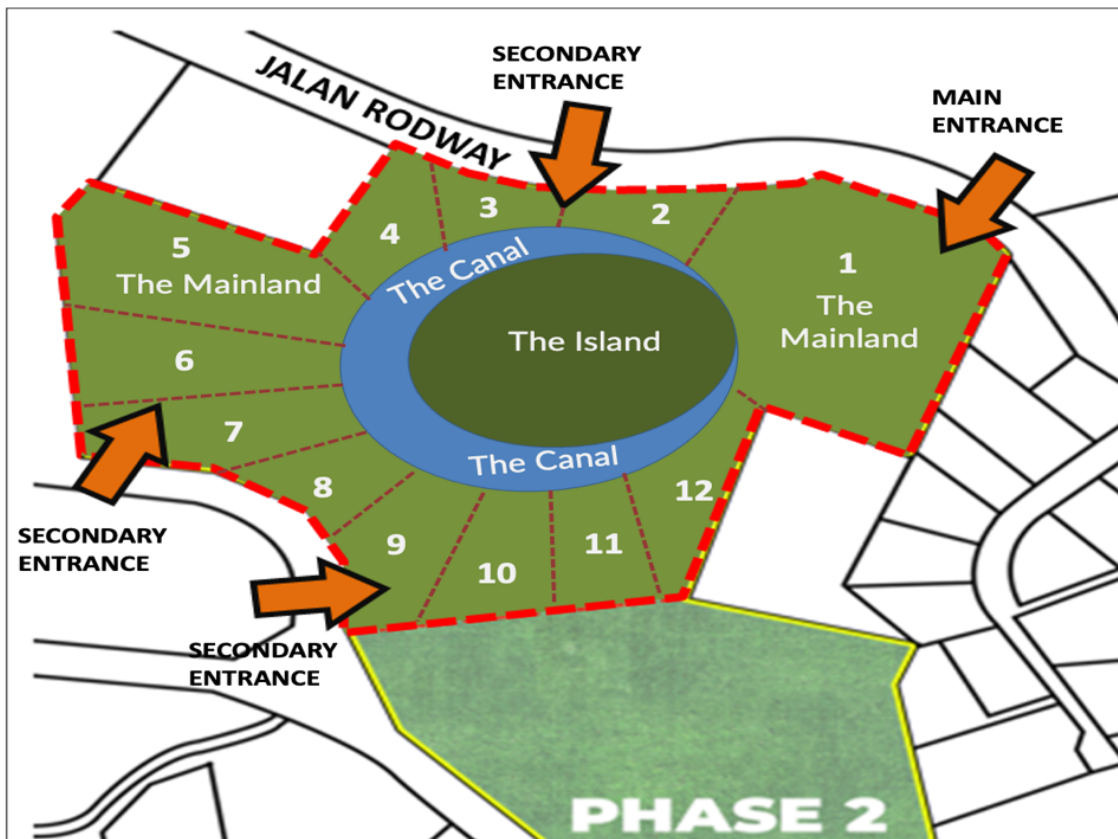 SECONDARY
ENTRANCE
MAIN
ENTRANCE
JALAN RODWAY
3
2
4
5
The Mainland
The Canal
1
The
Mainland
The Island
6
7
The Canal
8
12
9
10
11
SECONDARY
ENTRANCE
SECONDARY
ENTRANCE
PHASE 2